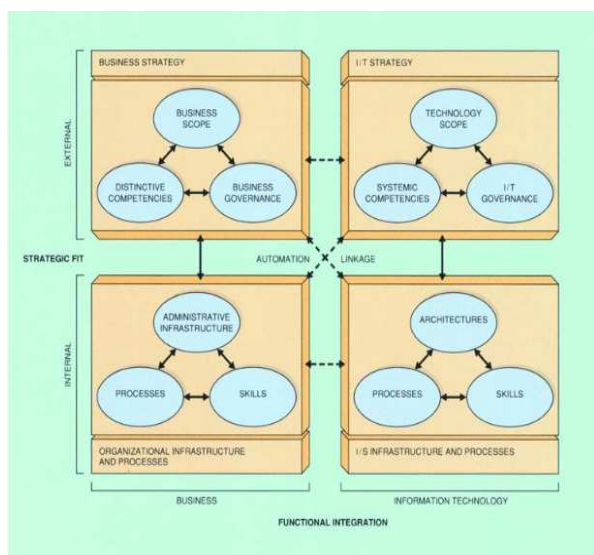 BUSINESS STRATEGY
I/T STRATEGY
BUSINESS
SCOPE
TECHNOLOGY
SCOPE
EXTERNAL
DISTINCTIVE
COMPETENCIES
BUSINESS
GOVERNANCE
SYSTEMIC
COMPETENCIES
I/T
GOVERNANCE
STRATEGIC FIT
AUTOMATION
LINKAGE
ADMINISTRATIVE
INFRASTRUCTURE
ARCHITECTURES
INTERNAL
PROCESSES
SKILLS
PROCESSES
SKILLS
ORGANIZATIONAL INFRASTRUCTURE
AND PROCESSES
I/S INFRASTRUCTURE AND PROCESSES
BUSINESS
INFORMATION TECHNOLOGY
FUNCTIONAL INTEGRATION